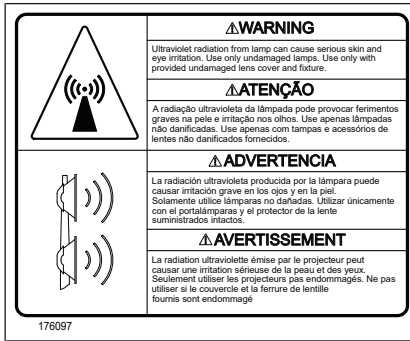 ⚠WARNING
Ultraviolet radiation from lamp can cause serious skin and
eye irritation. Use only undamaged lamps. Use only with
provided undamaged lens cover and fixture.
⚠ATENÇÃO
A radiação ultravioleta da lâmpada pode provocar ferimentos
graves na pele e irritação nos olhos. Use apenas lâmpadas
não danificadas. Use apenas com tampas e acessórios de
lentes não danificados fornecidos.
⚠ADVERTENCIA
La radiación ultravioleta producida por la lámpara puede
causar irritación grave en los ojos y en la piel.
Solamente utilice lámparas no dañadas. Utilizar únicamente
con el portalámparas y el protector de la lente
suministrados intactos.
⚠AVERTISSEMENT
La radiation ultraviolette émise par le projecteur peut
causer une irritation sérieuse de la peau et des yeux.
Seulement utiliser les projecteurs pas endommagés. Ne pas
utiliser si le couvercle et la ferrure de lentille
fournis sont endommagé
176097